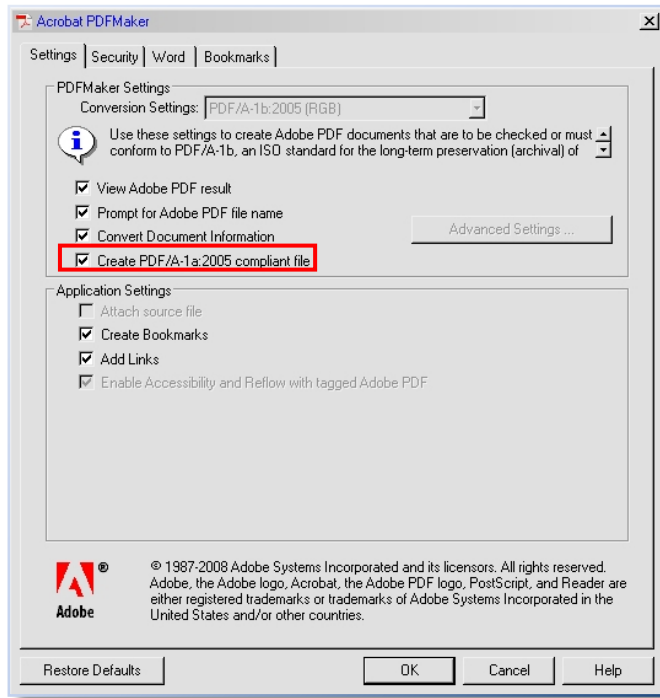 Acrobat PDFMaker
Settings Security Word Bookmarks
PDFMaker Settings
Conversion Settings: PDF/A-1b:2005 (RGB)
Use these settings to create Adobe PDF documents that are to be checked or must
conform to PDF/A-1b, an ISO standard for the long-term preservation (archival) of
View Adobe PDF result
Prompt for Adobe PDF file name
Convert Document Information
Advanced Settings ...
Create PDF/A-1a:2005 compliant file
Application Settings
Attach source file
Create Bookmarks
Add Links
Enable Accessibility and Reflow with tagged Adobe PDF
® © 1987-2008 Adobe Systems Incorporated and its licensors. All rights reserved.
Adobe, the Adobe logo, Acrobat, the Adobe PDF logo, PostScript, and Reader are
either registered trademarks or trademarks of Adobe Systems Incorporated in the
United States and/or other countries.
Adobe
Restore Defaults OK Cancel Help